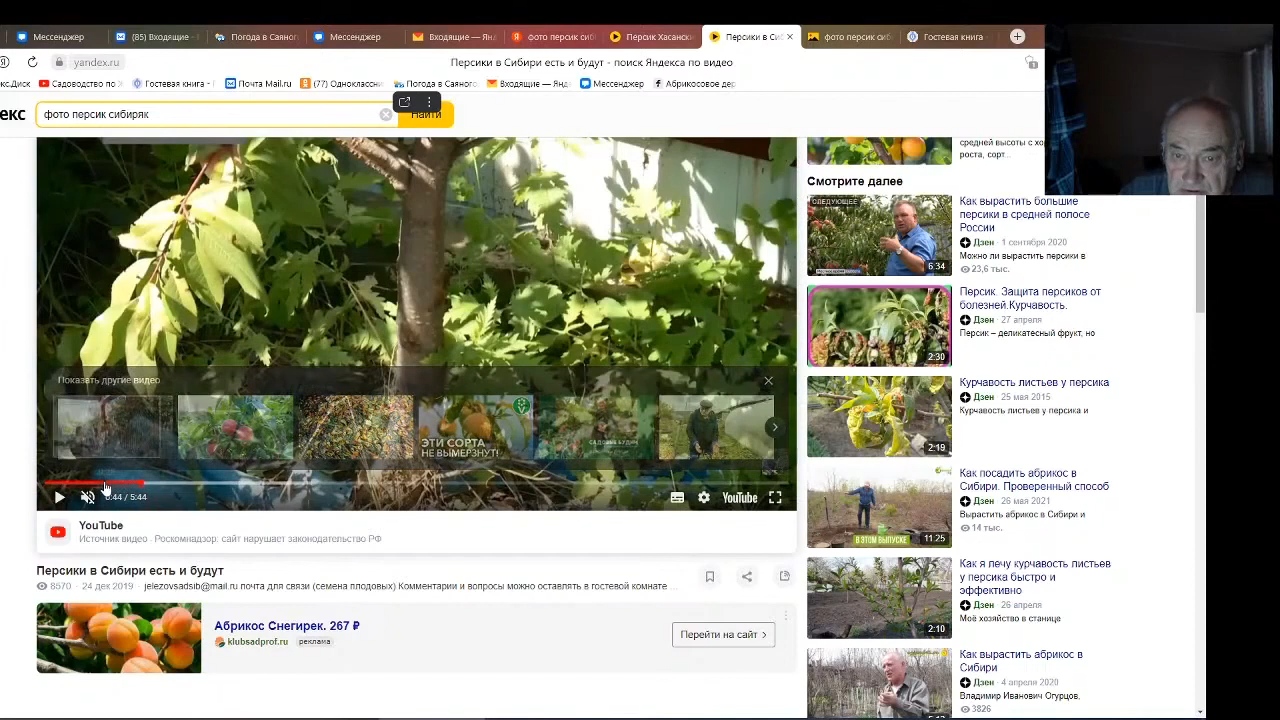 Мессенджер
(85) Входящие -
Погода в Саяног
Мессенджер
Входящие — Янд
фото персик сиб
Персик Хасански
Персики в Сиб
фото персик сиб
Гостевая книга -
yandex.ru
Персики в Сибири есть и будут - поиск Яндекса по видео
кс.Диск
Садоводство по
Гостевая книга -
Почта Mail.ru
(77) Одноклассн
Погода в Саяног
Входящие — Янд
Мессенджер
Абрикосовое дер
екс
фото персик сибиряк
Найти
Показать другие видео
ЭТИ СОРТА
НЕ ВЫМЕРЗНУТ!
0:44 / 5:44
YouTube
YouTube
Источник видео · Роскомнадзор: сайт нарушает законодательство РФ
Персики в Сибири есть и будут
8570 · 24 дек 2019 · jelezovsadsib@mail.ru почта для связи (семена плодовых) Комментарии и вопросы можно оставлять в гостевой комнате ...
Абрикос Снегирек. 267 ₽
klubsadprof.ru
реклама
Перейти на сайт
средней высоты с хо
роста, сорт...
Смотрите далее
СЛЕДУЮЩЕЕ
6:34
Как вырастить большие
персики в средней полосе
России
Дзен · 1 сентября 2020
Можно ли вырастить персики в
23,6 тыс.
2:30
Персик. Защита персиков от
болезней.Курчавость.
Дзен · 27 апреля
Персик – деликатесный фрукт, но
2:19
Курчавость листьев у персика
Дзен · 25 мая 2015
Курчавость листьев у персика и
В ЭТОМ ВЫПУСКЕ
11:25
Как посадить абрикос в
Сибири. Проверенный способ
Дзен · 26 мая 2021
Вырастить абрикос в Сибири и
14 тыс.
2:10
Как я лечу курчавость листьев
у персика быстро и
эффективно
Дзен · 26 апреля
Моё хозяйство в станице
Как вырастить абрикос в
Сибири
Дзен · 4 апреля 2020
Владимир Иванович Огурцов,
3826